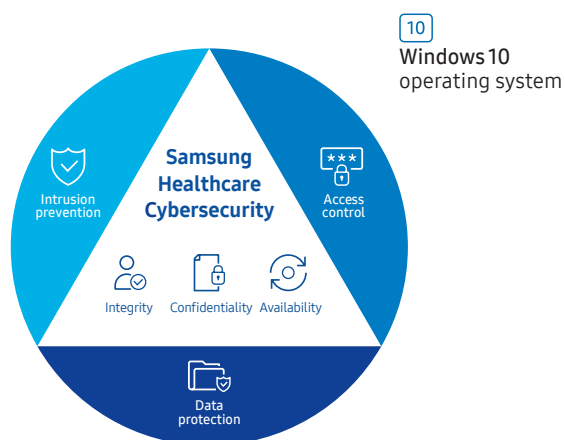 10
Windows 10
operating system
Samsung
Healthcare
Cybersecurity
Intrusion
prevention
***
Access
control
Integrity
Confidentiality
Availability
Data
protection